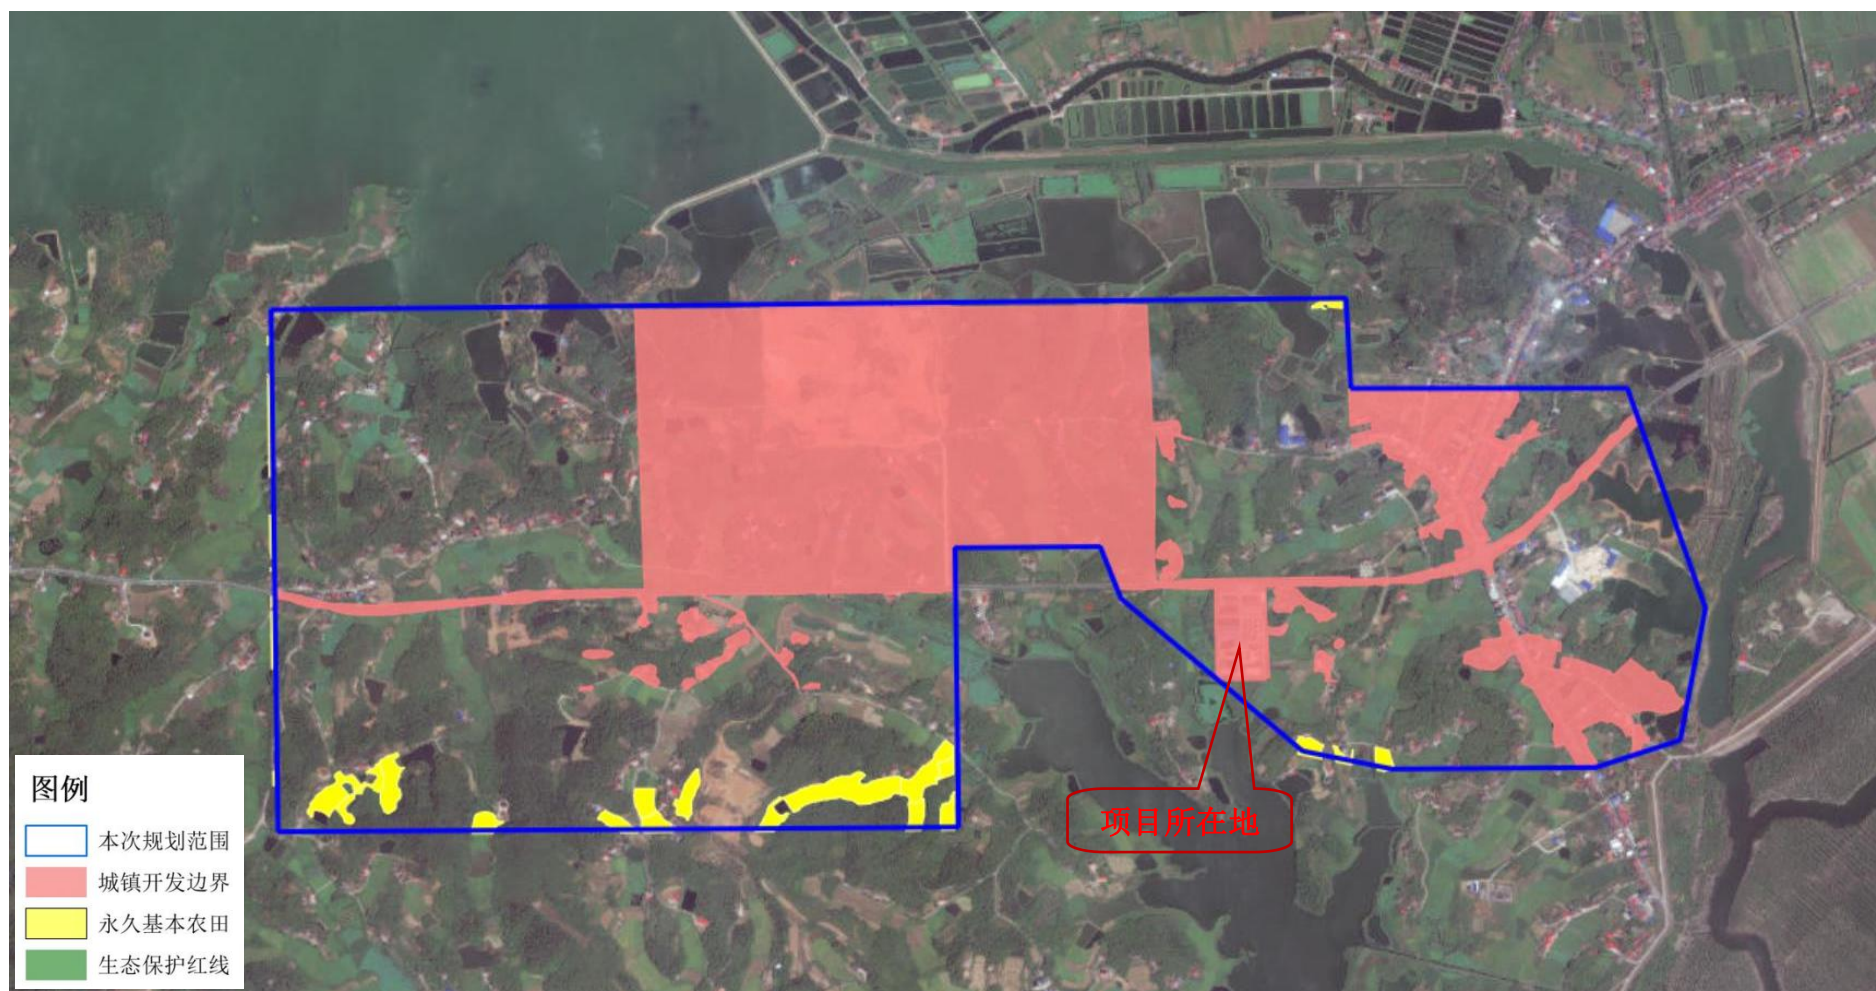 项目所在地
图例
本次规划范围
城镇开发边界
永久基本农田
生态保护红线